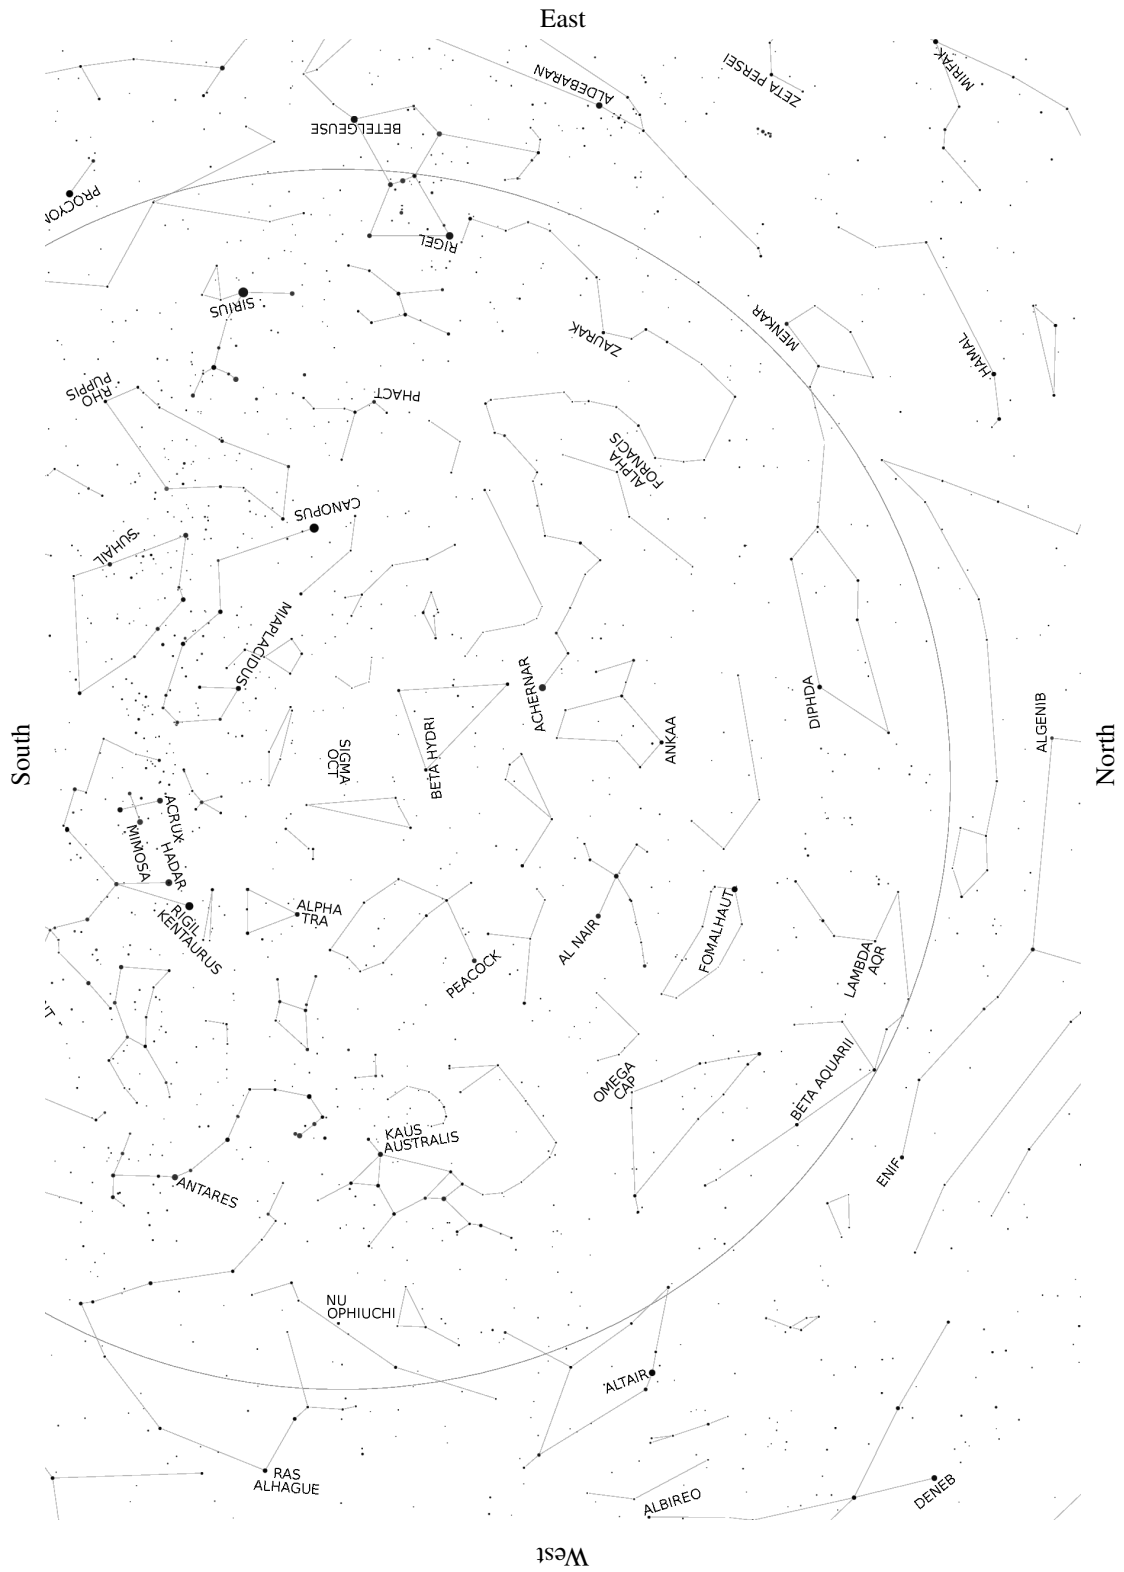 East
ALDEBARAN
ZETA PERSEI
MIRFAK
BETELGEUSE
PROCYON
RIGEL
SIRIUS
ZAURAK
MENKAR
HAMAL
RHO
PUPPIS
PHACT
ALPHA
FORNACIS
CANOPUS
SUHAIL
MIAPLACIDUS
ACHERNAR
DIPHDA
ALGENIB
ANKAA
BETA HYDRI
SIGMA
OCT
South
North
ACRUX
MIMOSA
HADAR
RIGIL
KENTAURUS
ALPHA
TRA
PEACOCK
AL NAIR
FOMALHAUT
LAMBDA
AQR
OMEGA
CAP
BETA AQUARII
ENIF
KAUS
AUSTRALIS
ANTARES
NU
OPHIUCHI
ALTAIR
RAS
ALHAGUE
ALBIREO
DENEB
West